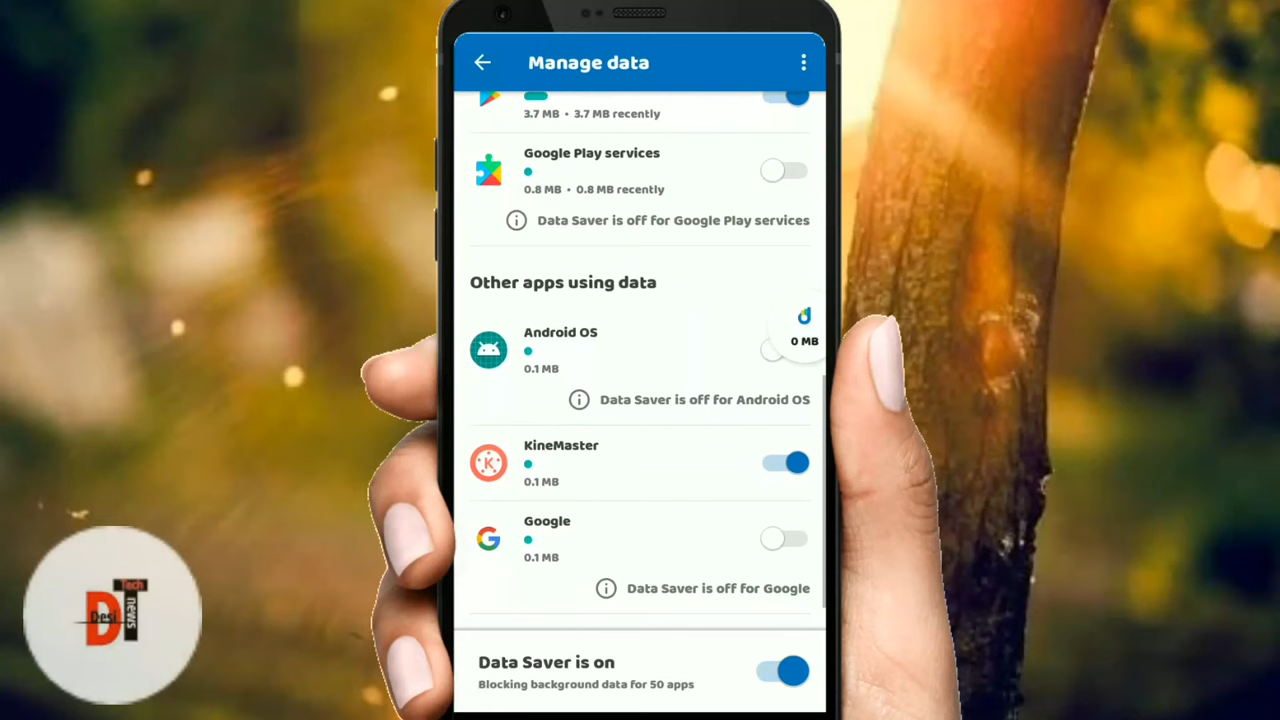 Manage data
3.7 MB • 3.7 MB recently
Google Play services
0.8 MB • 0.8 MB recently
Data Saver is off for Google Play services
Other apps using data
0 MB
Android OS
0.1 MB
Data Saver is off for Android OS
KineMaster
0.1 MB
Google
0.1 MB
Data Saver is off for Google
Data Saver is on
Blocking background data for 50 apps
Tech
Desi
news